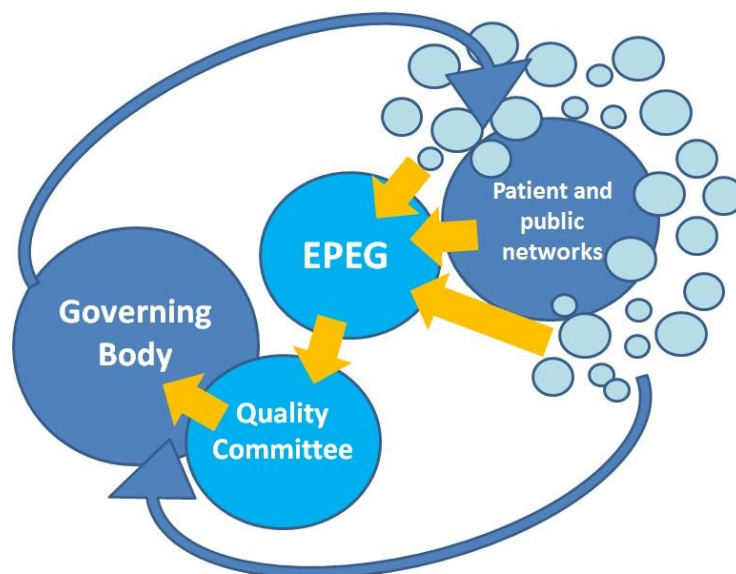 Patient and
public
networks
EPEG
Governing
Body
Quality
Committee